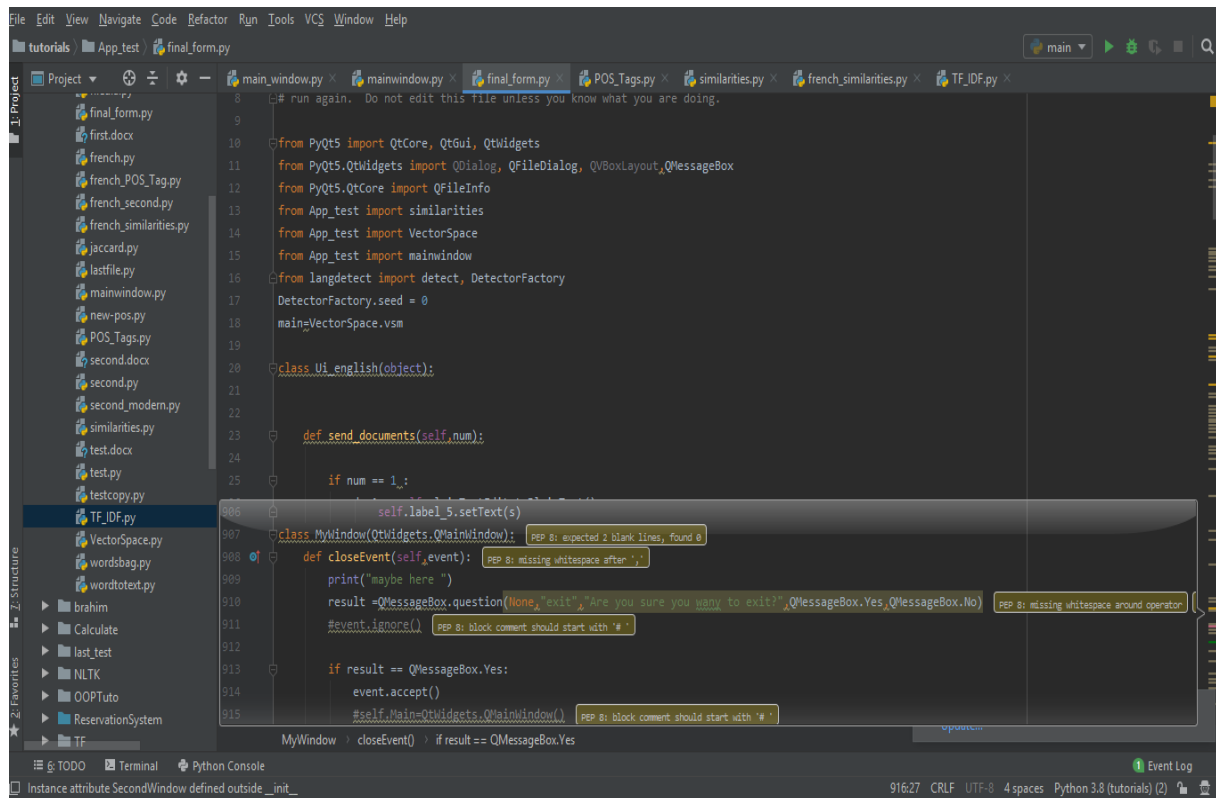 File Edit View Navigate Code Refactor Run Tools VCS Window Help
tutorials App_test final_form.py main
Project main_window.py mainwindow.py final_form.py POS_Tags.py similarities.py french_similarities.py TF_IDF.py
1: Project
final_form.py
first.docx
french.py
french_POS_Tag.py
french_second.py
french_similarities.py
jaccard.py
lastfile.py
mainwindow.py
new-pos.py
POS_Tags.py
second.docx
second.py
second_modern.py
similarities.py
test.docx
test.py
testcopy.py
TF_IDF.py
VectorSpace.py
wordsbag.py
wordtotext.py
brahim
Calculate
last_test
NLTK
OOPTuto
ReservationSystem
TF
7: Structure
2: Favorites
8 # run again. Do not edit this file unless you know what you are doing.
9
10 from PyQt5 import QtCore, QtGui, QtWidgets
11 from PyQt5.QtWidgets import QDialog, QFileDialog, QVBoxLayout,QMessageBox
12 from PyQt5.QtCore import QFileInfo
13 from App_test import similarities
14 from App_test import VectorSpace
15 from App_test import mainwindow
16 from langdetect import detect, DetectorFactory
17 DetectorFactory.seed = 0
18 main=VectorSpace.vsm
19
20 class Ui_english(object):
21
22
23 def send_documents(self,num):
24
25 if num == 1 :
906 self.label_5.setText(s)
907 class MyWindow(QtWidgets.QMainWindow): PEP 8: expected 2 blank lines, found 0
908 def closeEvent(self,event): PEP 8: missing whitespace after ','
909 print("maybe here ")
910 result =QMessageBox.question(None,"exit","Are you sure you wany to exit?",QMessageBox.Yes,QMessageBox.No) PEP 8: missing whitespace around operator
911 #event.ignore() PEP 8: block comment should start with '# '
912
913 if result == QMessageBox.Yes:
914 event.accept()
915 #self.Main=QtWidgets.QMainWindow() PEP 8: block comment should start with '# '
Update...
MyWindow closeEvent() if result == QMessageBox.Yes
6: TODO Terminal Python Console 1 Event Log
Instance attribute SecondWindow defined outside __init__ 916:27 CRLF UTF-8 4 spaces Python 3.8 (tutorials) (2)